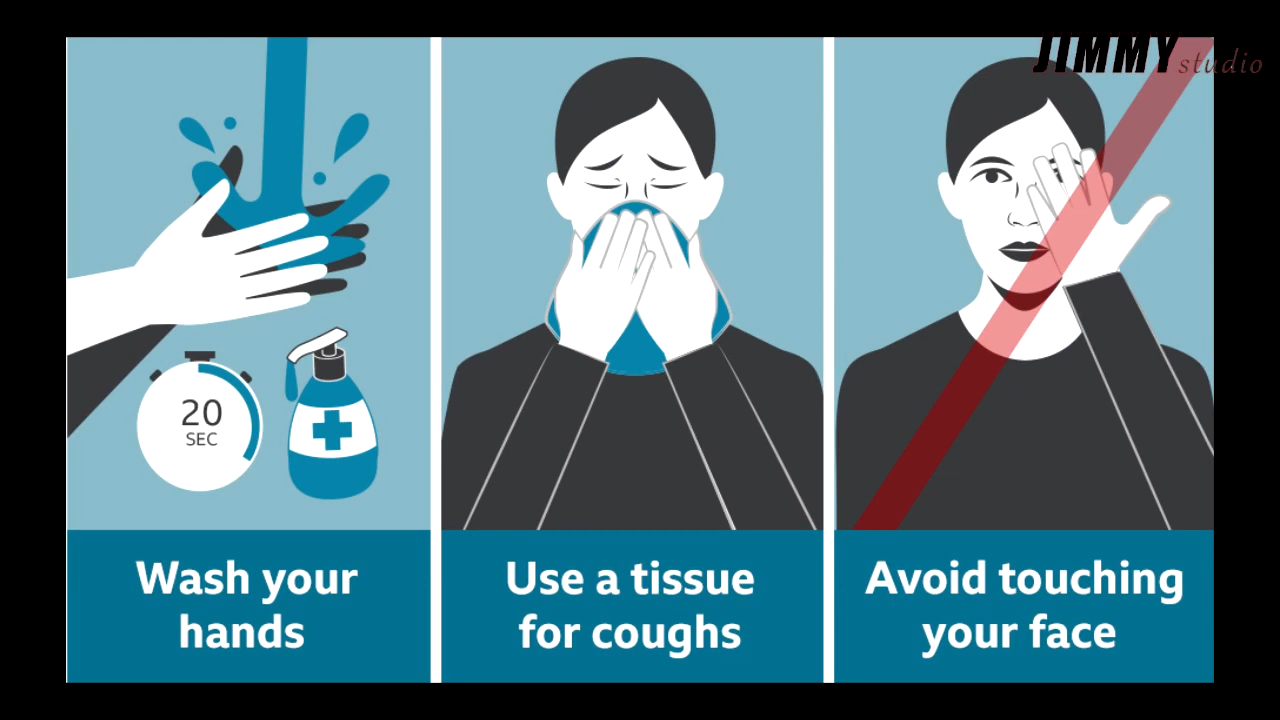 JIMMY studio
20
SEC
Wash your
hands
Use a tissue
for coughs
Avoid touching
your face